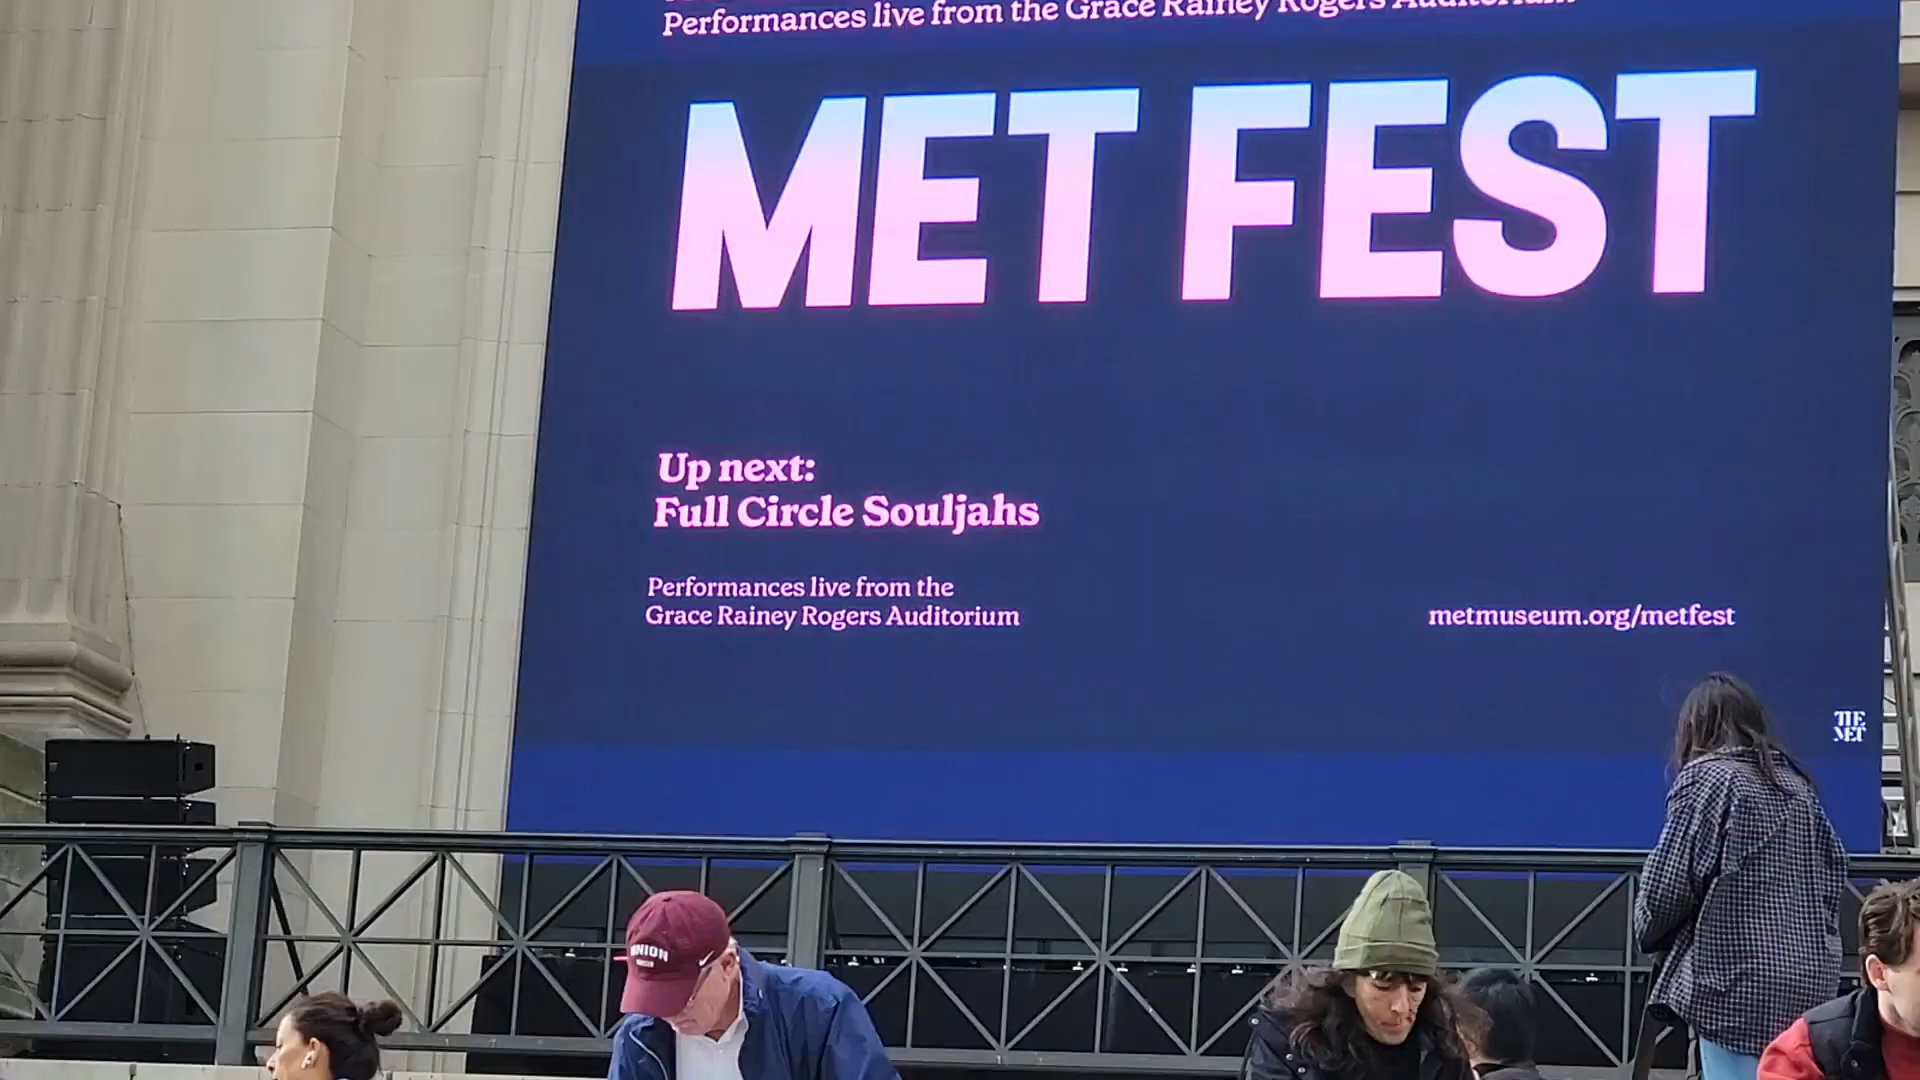 Performances live from the Grace Rainey Rogers Auditorium
MET FEST
Up next:
Full Circle Souljahs
Performances live from the
Grace Rainey Rogers Auditorium
metmuseum.org/metfest
THE
MET
UNION